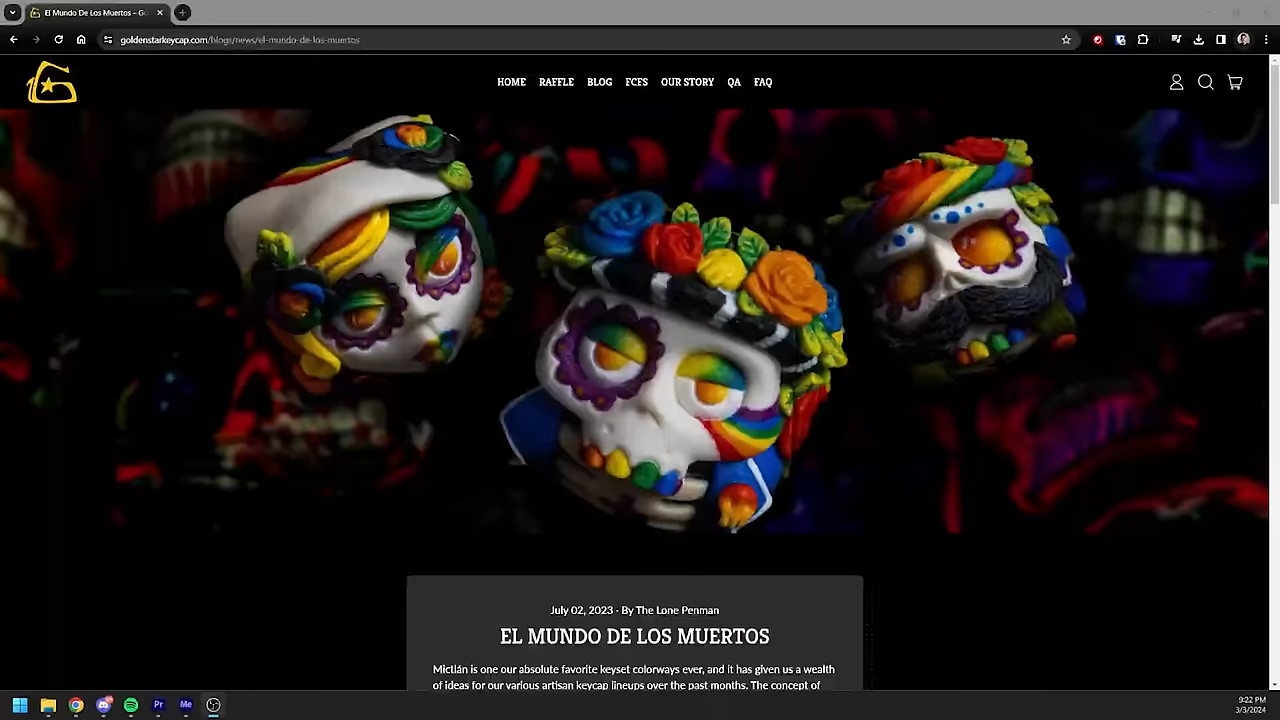 El Mundo De Los Muertos – Go
goldenstarkeycap.com/blogs/news/el-mundo-de-los-muertos
HOME RAFFLE BLOG FCFS OUR STORY QA FAQ
July 02, 2023 · By The Lone Penman
EL MUNDO DE LOS MUERTOS
Mictlán is one our absolute favorite keyset colorways ever, and it has given us a wealth
of ideas for our various artisan keycap lineups over the past months. The concept of
Pr Me
9:22 PM
3/3/2024